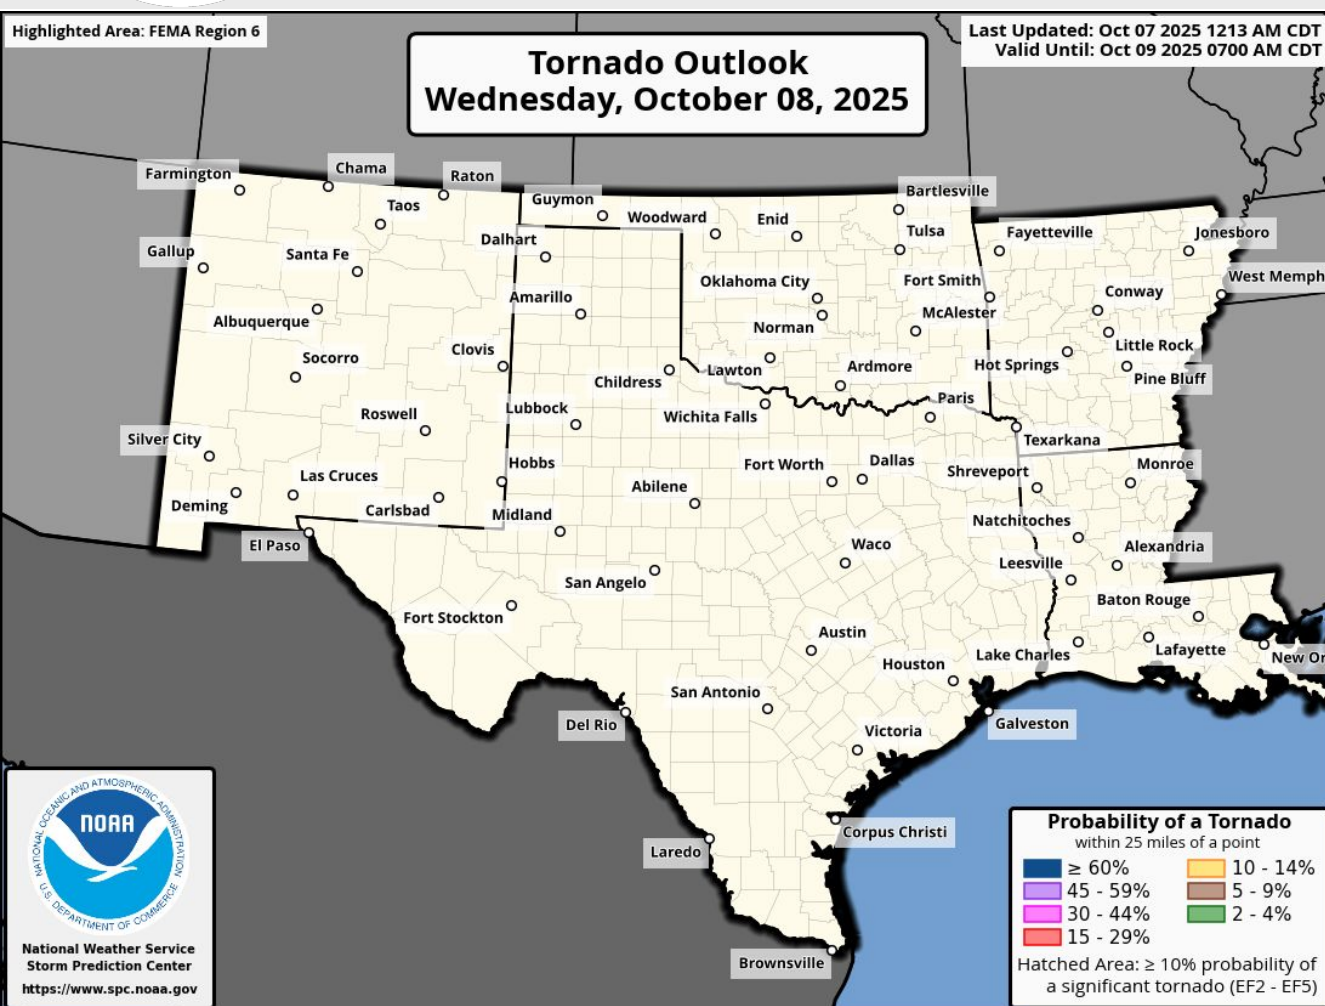 Highlighted Area: FEMA Region 6
Last Updated: Oct 07 2025 1213 AM CDT
Valid Until: Oct 09 2025 0700 AM CDT
Tornado Outlook
Wednesday, October 08, 2025
Farmington
Chama
Raton
Taos
Guymon
Woodward
Enid
Bartlesville
Tulsa
Fayetteville
Jonesboro
Gallup
Santa Fe
Dalhart
Oklahoma City
Fort Smith
West Memph
Amarillo
Conway
Albuquerque
Norman
McAlester
Little Rock
Socorro
Clovis
Childress
Lawton
Ardmore
Hot Springs
Pine Bluff
Roswell
Lubbock
Wichita Falls
Paris
Silver City
Texarkana
Las Cruces
Hobbs
Fort Worth
Dallas
Shreveport
Monroe
Deming
Carlsbad
Midland
Abilene
Natchitoches
El Paso
Waco
Alexandria
San Angelo
Leesville
Fort Stockton
Baton Rouge
Austin
Lake Charles
Lafayette
New Or
Houston
San Antonio
Del Rio
Victoria
Galveston
Laredo
Corpus Christi
Brownsville
NATIONAL OCEANIC AND ATMOSPHERIC ADMINISTRATION
NOAA
U.S. DEPARTMENT OF COMMERCE
National Weather Service
Storm Prediction Center
https://www.spc.noaa.gov
Probability of a Tornado
within 25 miles of a point
≥ 60%
45 - 59%
30 - 44%
15 - 29%
10 - 14%
5 - 9%
2 - 4%
Hatched Area: ≥ 10% probability of
a significant tornado (EF2 - EF5)